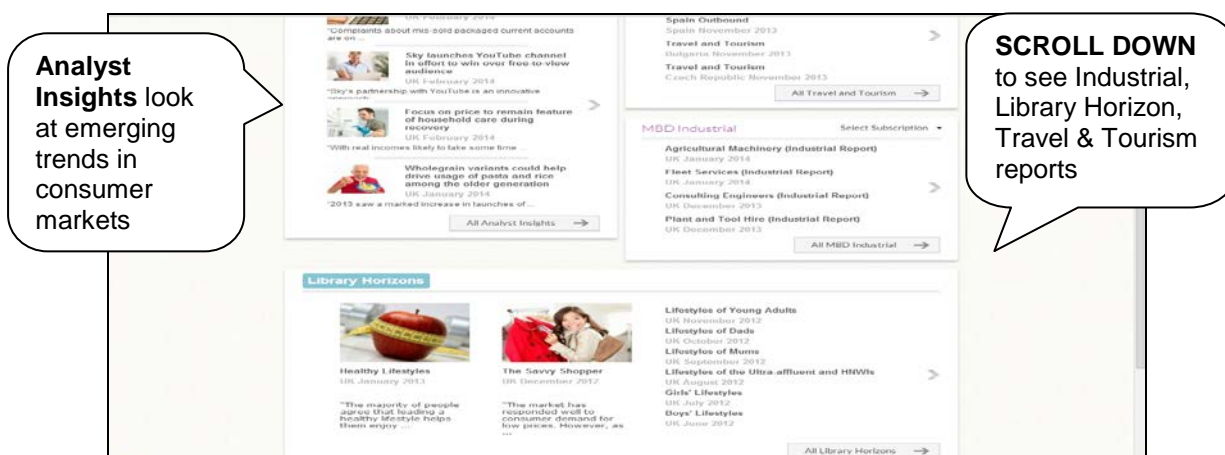 Analyst
Insights look
at emerging
trends in
consumer
markets
UK February 2014
"Complaints about mis-sold packaged current accounts
are on ...
Sky launches YouTube channel
in effort to win over free-to-view
audience
UK February 2014
"Sky's partnership with YouTube is an innovative
Focus on price to remain feature
of household care during
recovery
UK February 2014
"With real incomes likely to take some time ...
Wholegrain variants could help
drive usage of pasta and rice
among the older generation
UK January 2014
"2013 saw a marked increase in launches of ...
All Analyst Insights
Spain Outbound
Spain November 2013
Travel and Tourism
Bulgaria November 2013
Travel and Tourism
Czech Republic November 2013
All Travel and Tourism
MBD Industrial
Select Subscription
Agricultural Machinery (Industrial Report)
UK January 2014
Fleet Services (Industrial Report)
UK January 2014
Consulting Engineers (Industrial Report)
UK December 2013
Plant and Tool Hire (Industrial Report)
UK December 2013
All MBD Industrial
SCROLL DOWN
to see Industrial,
Library Horizon,
Travel & Tourism
reports
Library Horizons
Healthy Lifestyles
UK January 2013
"The majority of people
agree that leading a
healthy lifestyle helps
them enjoy ...
The Savvy Shopper
UK December 2012
"The market has
responded well to
consumer demand for
low prices. However, as
...
Lifestyles of Young Adults
UK November 2012
Lifestyles of Dads
UK October 2012
Lifestyles of Mums
UK September 2012
Lifestyles of the Ultra-affluent and HNWIs
UK August 2012
Girls' Lifestyles
UK July 2012
Boys' Lifestyles
UK June 2012
All Library Horizons